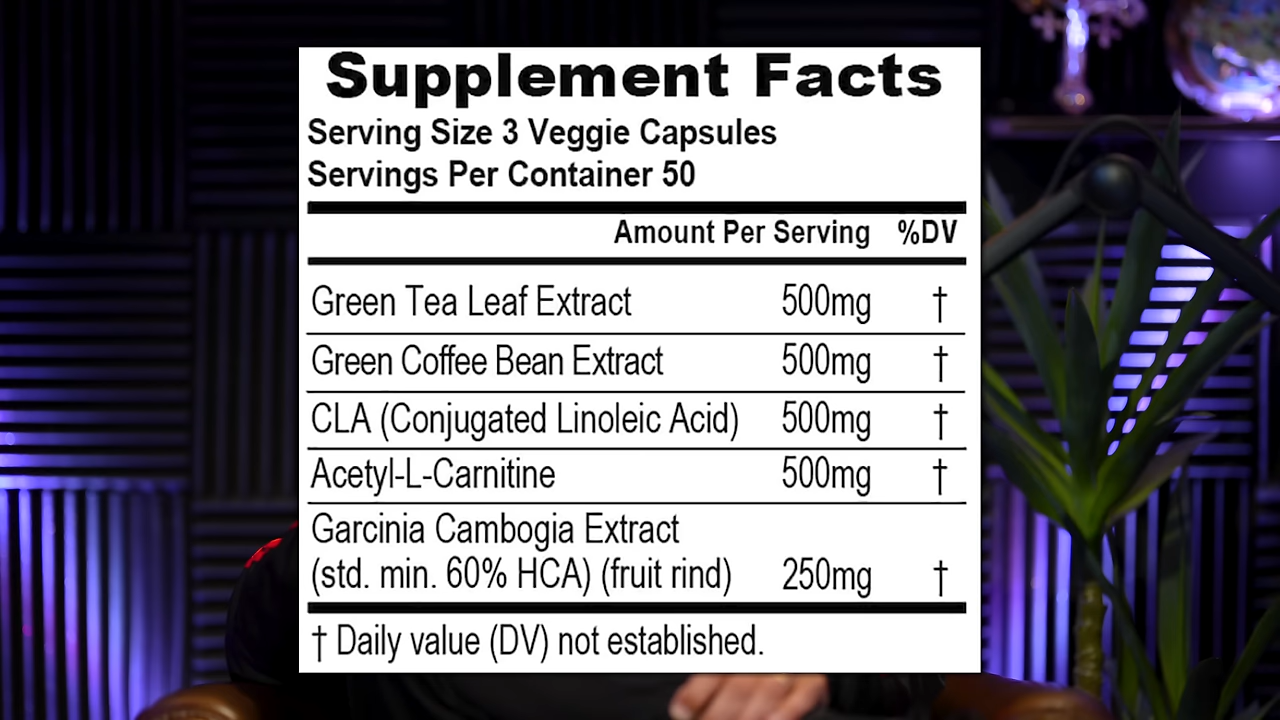 Supplement Facts
Serving Size 3 Veggie Capsules
Servings Per Container 50
Amount Per Serving %DV
Green Tea Leaf Extract 500mg †
Green Coffee Bean Extract 500mg †
CLA (Conjugated Linoleic Acid) 500mg †
Acetyl-L-Carnitine 500mg †
Garcinia Cambogia Extract
(std. min. 60% HCA) (fruit rind) 250mg †
† Daily value (DV) not established.